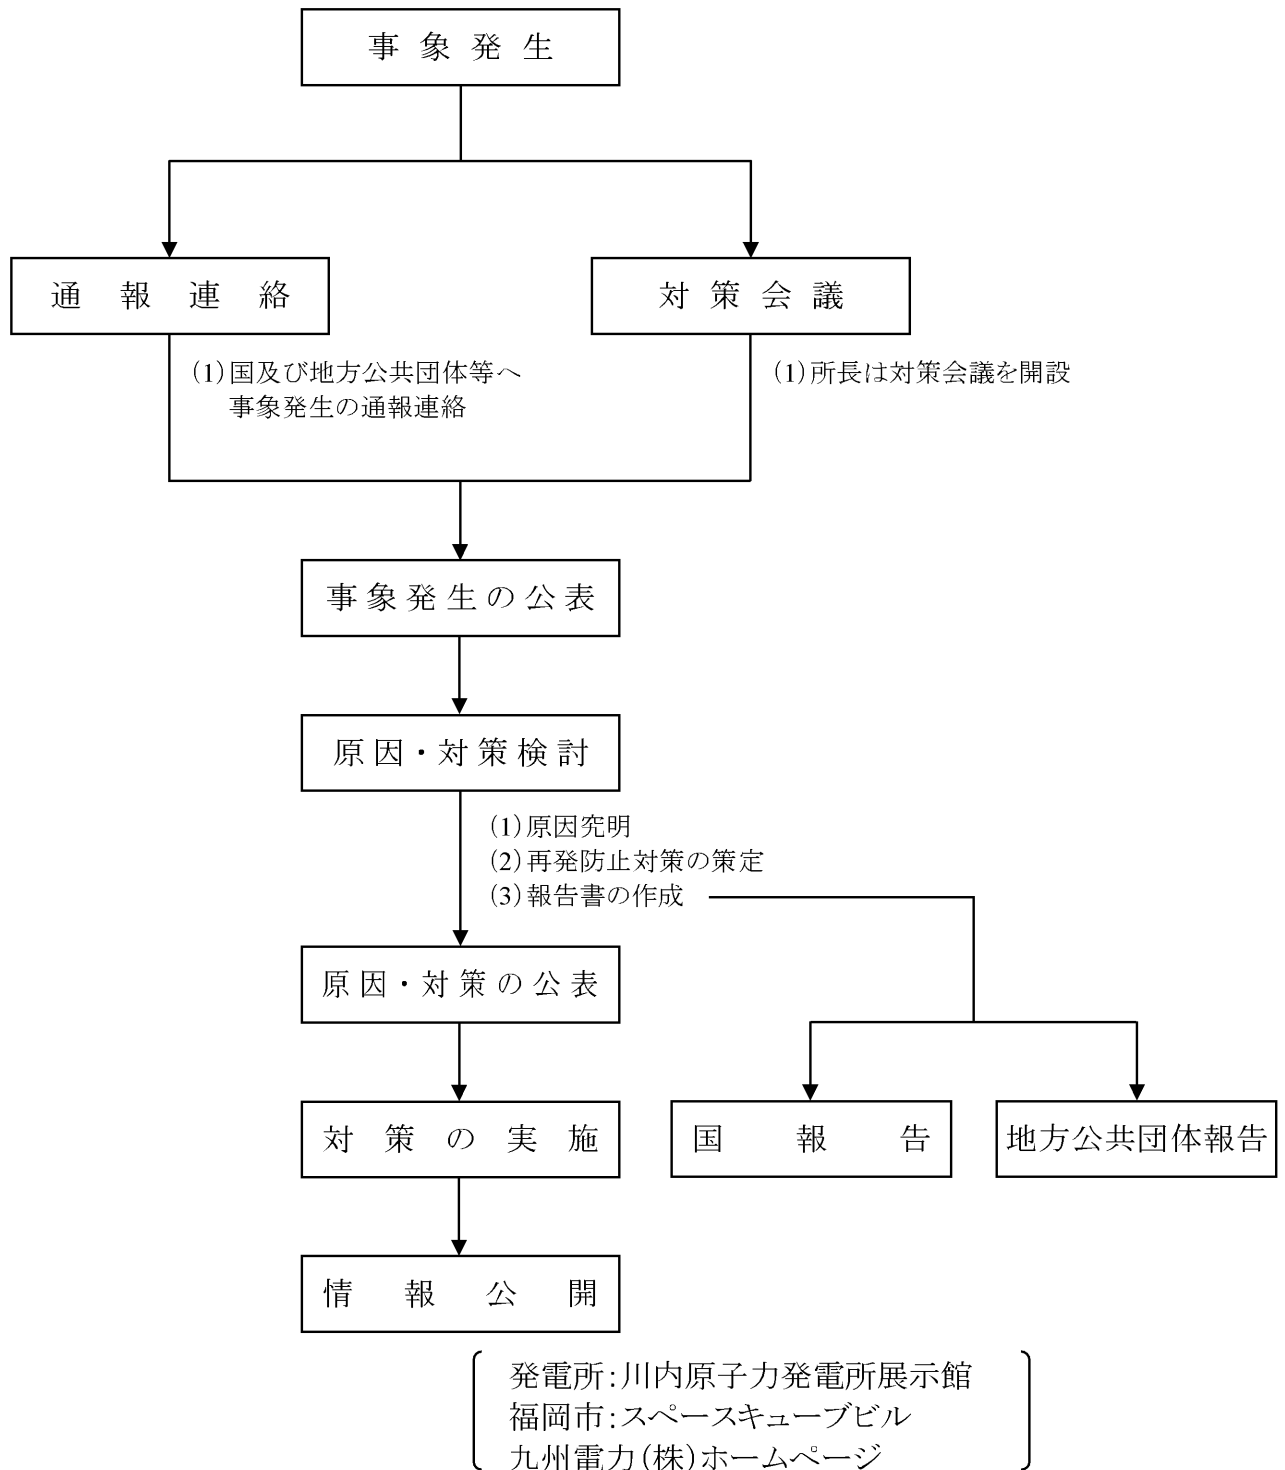 事象発生
通報連絡
対策会議
(1)国及び地方公共団体等へ
事象発生の通報連絡
(1)所長は対策会議を開設
事象発生の公表
原因・対策検討
(1)原因究明
(2)再発防止対策の策定
(3)報告書の作成
原因・対策の公表
対策の実施
国報告
地方公共団体報告
情報公開
発電所:川内原子力発電所展示館
福岡市:スペースキューブビル
九州電力(株)ホームページ